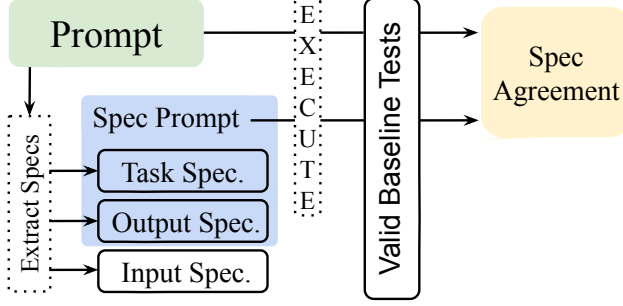 Prompt
EXECUTE
Valid Baseline Tests
Spec
Agreement
Extract Specs
Spec Prompt
Task Spec.
Output Spec.
Input Spec.